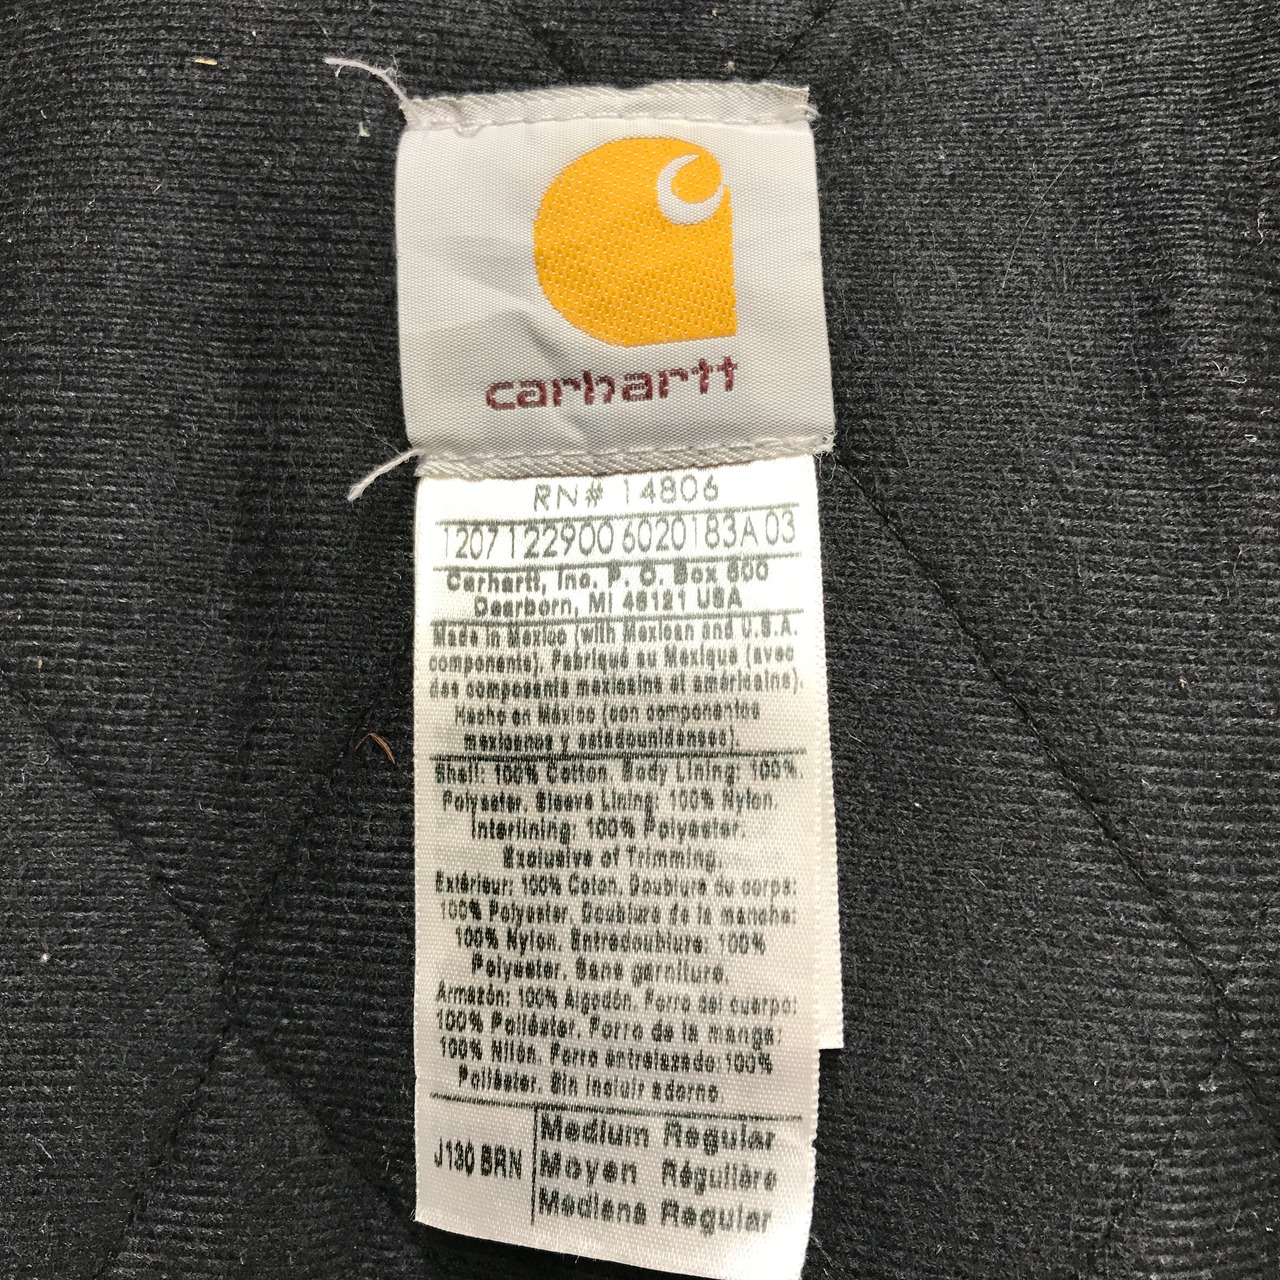 carhartt
RN# 14806
1207122900 6020183A 03
Carhartt, Inc. P. O. Box 600
Dearborn, MI 48121 USA
Made in Mexico (with Mexican and U.S.A.
components). Fabriqué au Mexique (avec
des composants mexicains et américains).
Hecho en México (con componentes
mexicanos y estadounidenses).
Shell: 100% Cotton. Body Lining: 100%.
Polyester. Sleeve Lining: 100% Nylon.
Interlining: 100% Polyester.
Exclusive of Trimming.
Extérieur: 100% Coton. Doublure du corps:
100% Polyester. Doublure de la manche:
100% Nylon. Entredoublure: 100%
Polyester. Sans garniture.
Armazón: 100% Algodón. Forro del cuerpo:
100% Poliéster. Forro de la manga:
100% Nilón. Forro entrelazado:100%
Poliéster. Sin incluir adorno
J130 BRN
Medium Regular
Moyen Régulière
Mediana Regular